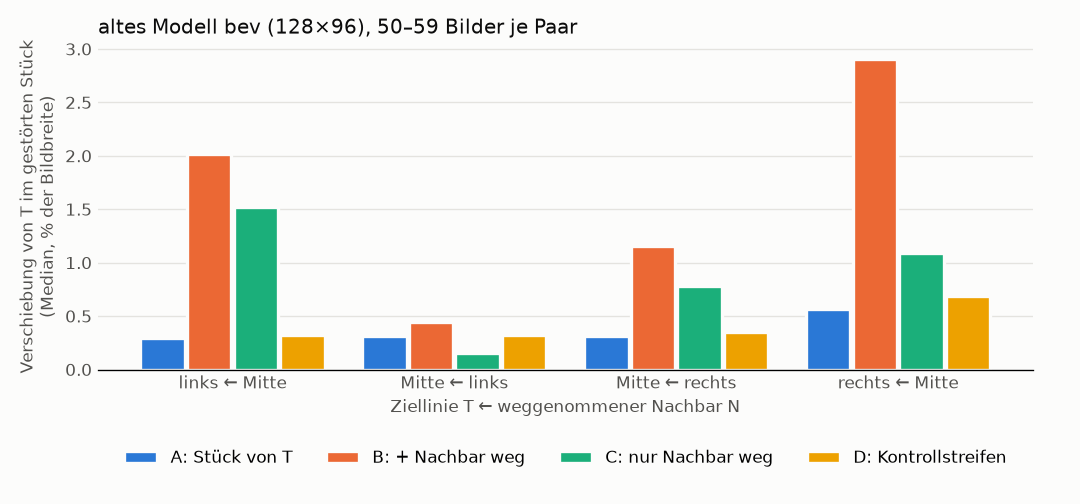 altes Modell bev (128×96), 50–59 Bilder je Paar
Verschiebung von T im gestörten Stück
(Median, % der Bildbreite)
3.0
2.5
2.0
1.5
1.0
0.5
0.0
links ← Mitte
Mitte ← links
Mitte ← rechts
rechts ← Mitte
Ziellinie T ← weggenommener Nachbar N
A: Stück von T
B: + Nachbar weg
C: nur Nachbar weg
D: Kontrollstreifen